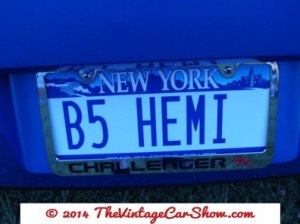 NEW YORK
B5 HEMI
CHALLENGER R/T
© 2014 TheVintageCarShow.com